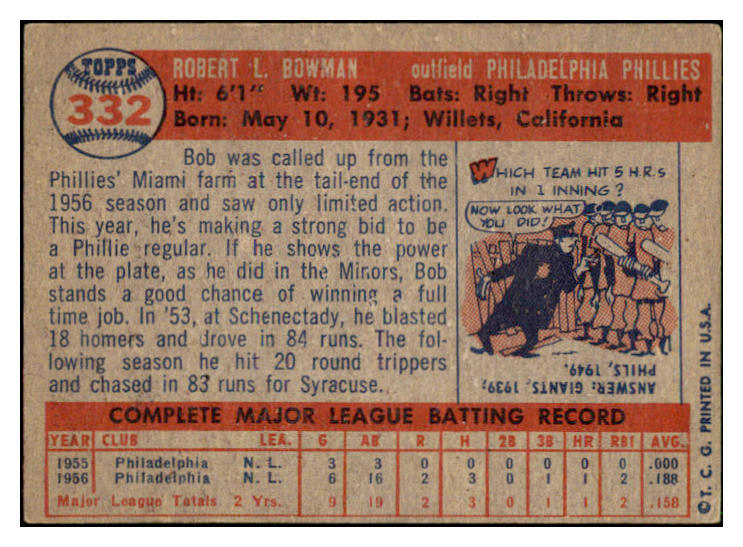 TOPPS
332
ROBERT L. BOWMAN outfield PHILADELPHIA PHILLIES
Ht: 6'1" Wt: 195 Bats: Right Throws: Right
Born: May 10, 1931; Willets, California
Bob was called up from the
Phillies' Miami farm at the tail-end of the
1956 season and saw only limited action.
This year, he's making a strong bid to be
a Phillie regular. If he shows the power
at the plate, as he did in the Minors, Bob
stands a good chance of winning a full
time job. In '53, at Schenectady, he blasted
18 homers and drove in 84 runs. The fol-
lowing season he hit 20 round trippers
and chased in 83 runs for Syracuse.
WHICH TEAM HIT 5 H.R.s
IN 1 INNING?
NOW LOOK WHAT
YOU DID!
ANSWER: GIANTS, 1939;
PHILS, 1949.
COMPLETE MAJOR LEAGUE BATTING RECORD
YEAR CLUB LEA. G AB R H 2B 3B HR RBI AVG.
1955 Philadelphia N. L. 3 3 0 0 0 0 0 0 .000
1956 Philadelphia N. L. 6 16 2 3 0 1 1 2 .188
Major League Totals 2 Yrs. 9 19 2 3 0 1 1 2 .158
© T. C. G. PRINTED IN U.S.A.